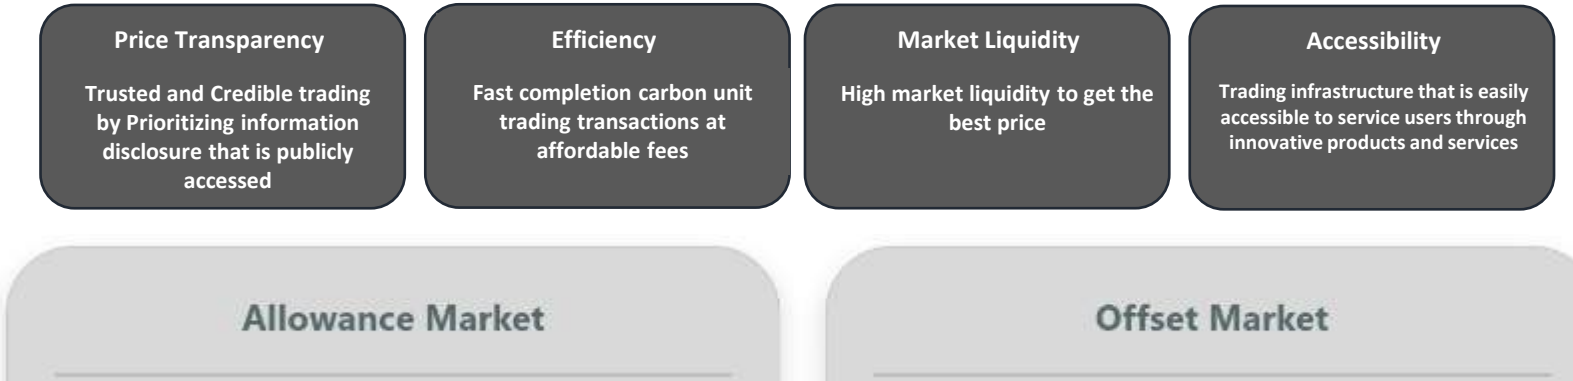 Price Transparency
Trusted and Credible trading
by Prioritizing information
disclosure that is publicly
accessed
Efficiency
Fast completion carbon unit
trading transactions at
affordable fees
Market Liquidity
High market liquidity to get the
best price
Accessibility
Trading infrastructure that is easily
accessible to service users through
innovative products and services
Allowance Market
Offset Market